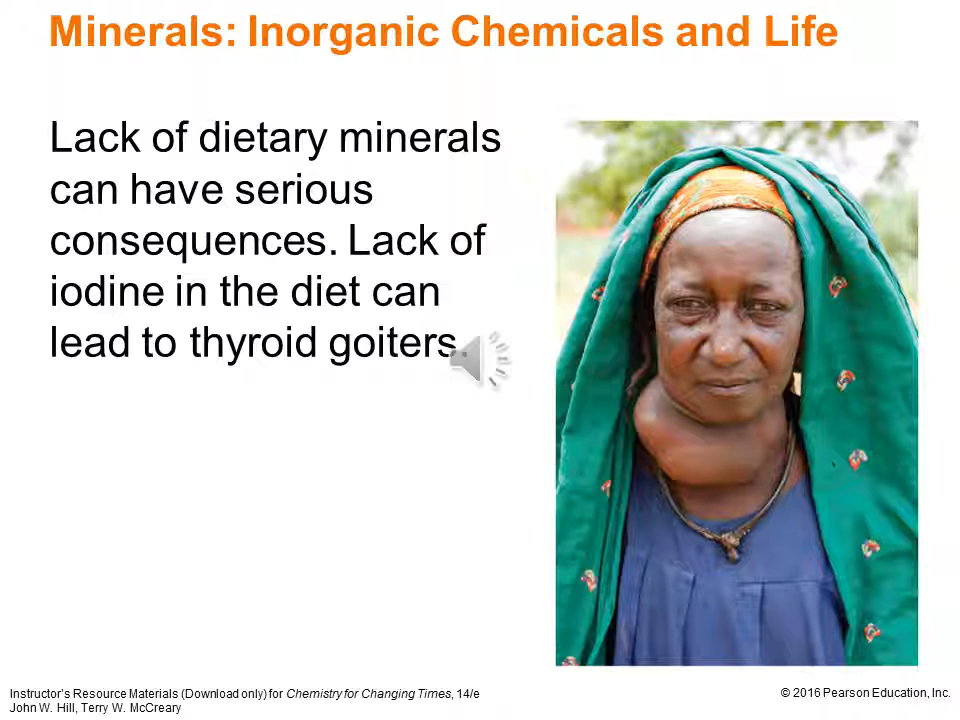 Minerals: Inorganic Chemicals and Life
Lack of dietary minerals
can have serious
consequences. Lack of
iodine in the diet can
lead to thyroid goiters.
Instructor's Resource Materials (Download only) for Chemistry for Changing Times, 14/e
John W. Hill, Terry W. McCreary
© 2016 Pearson Education, Inc.